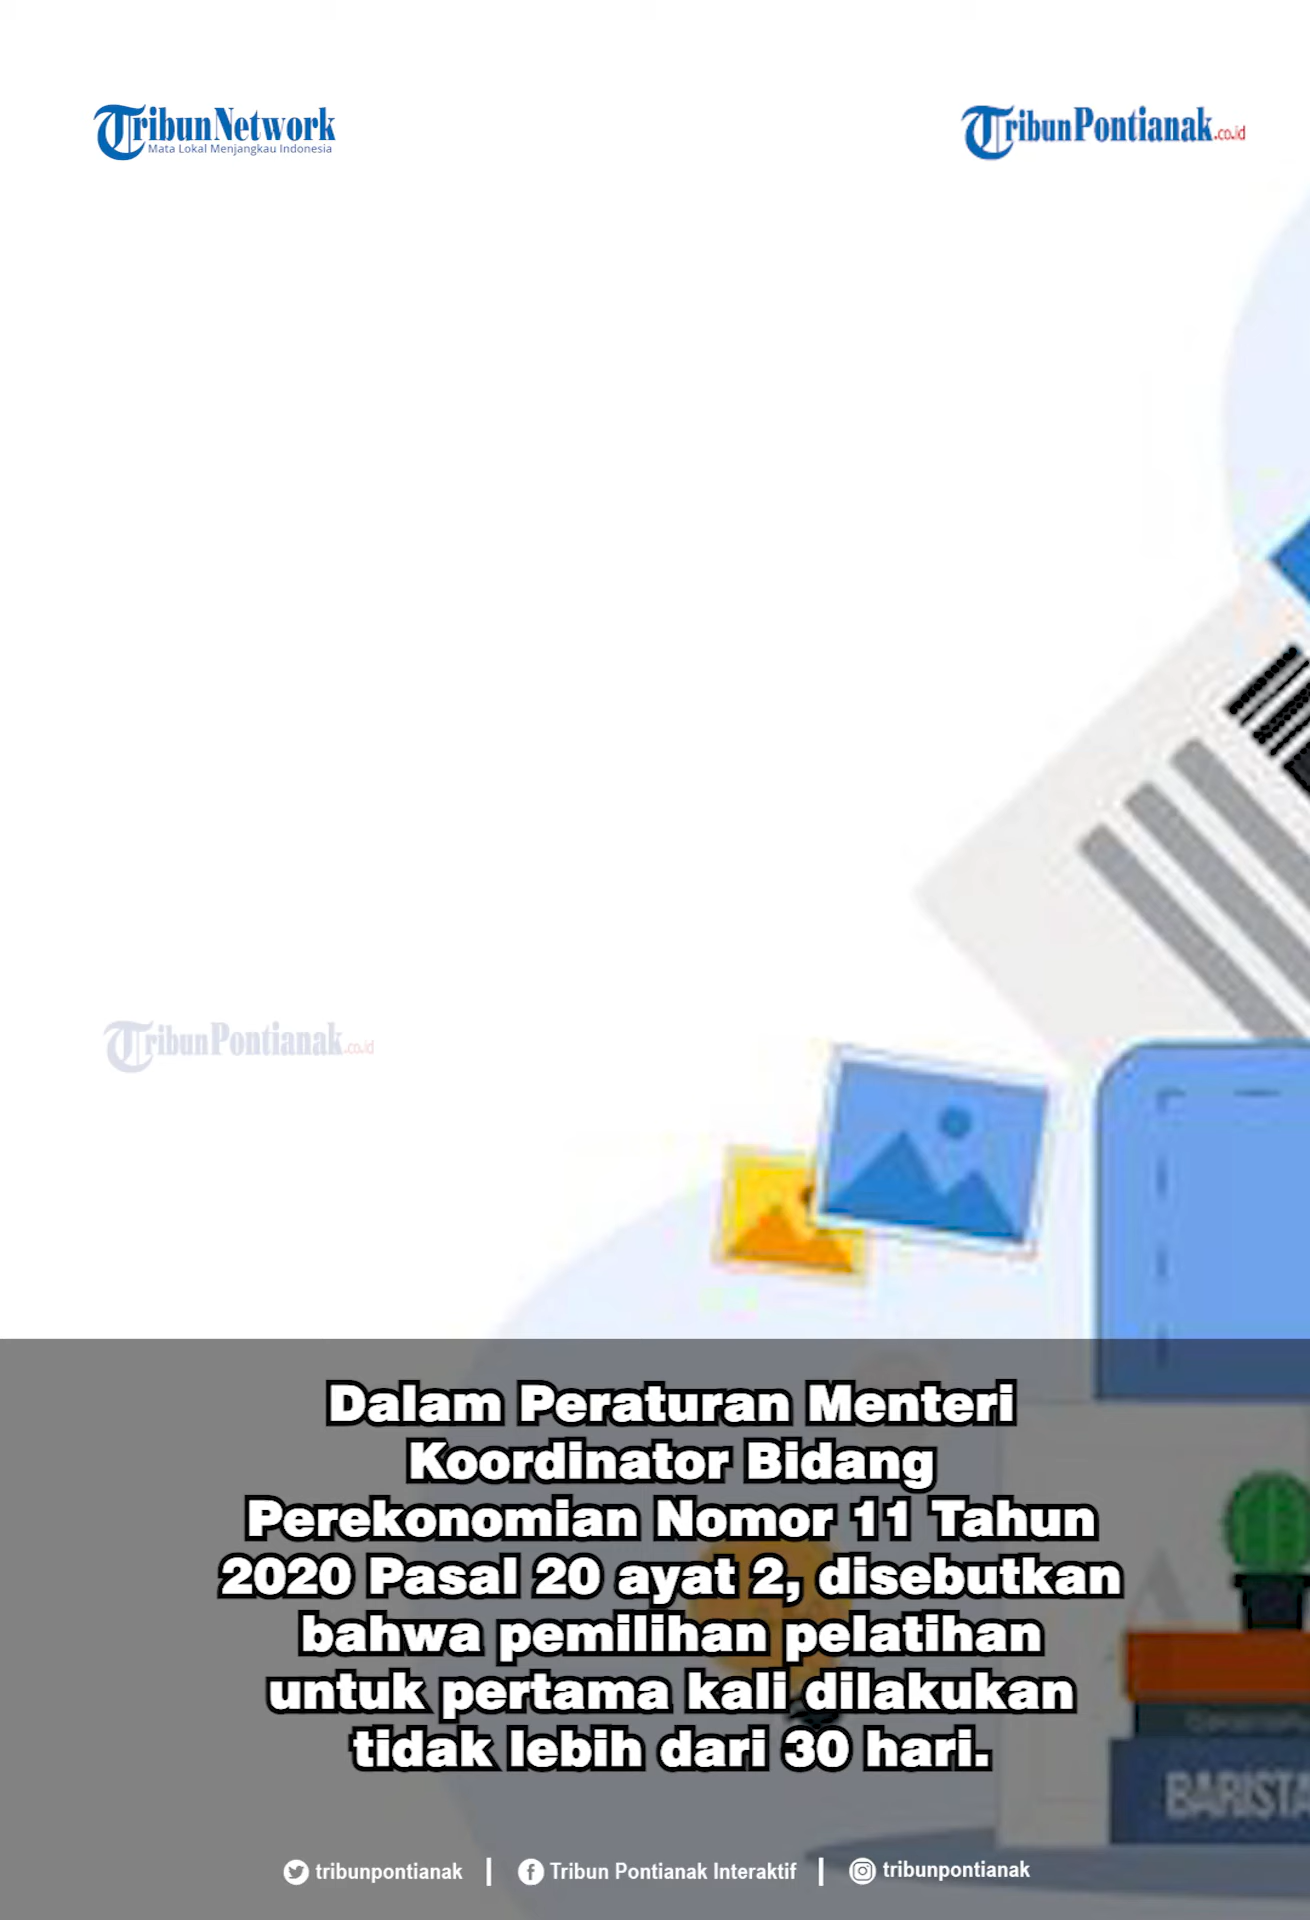 TribunNetwork
Mata Lokal Menjangkau Indonesia
TribunPontianak.co.id
TribunPontianak.co.id
Dalam Peraturan Menteri
Koordinator Bidang
Perekonomian Nomor 11 Tahun
2020 Pasal 20 ayat 2, disebutkan
bahwa pemilihan pelatihan
untuk pertama kali dilakukan
tidak lebih dari 30 hari.
BARISTA
tribunpontianak | Tribun Pontianak Interaktif | tribunpontianak